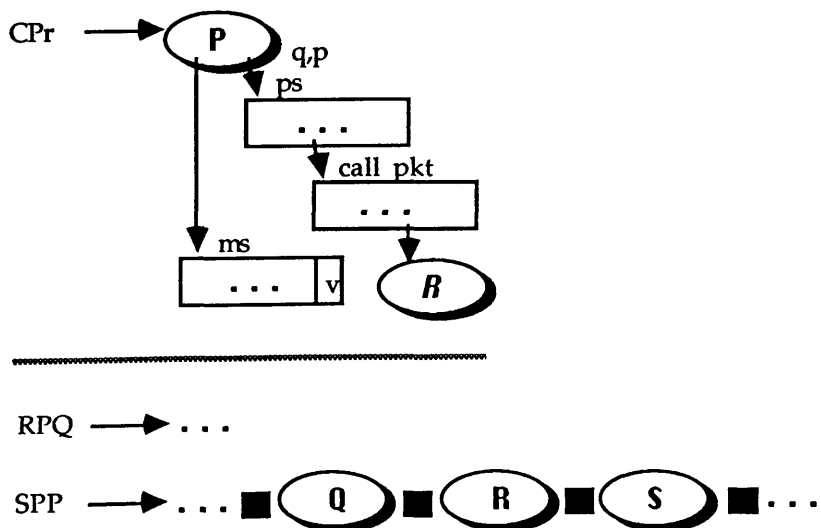 CPr P
q,p
ps
. . .
call pkt
. . .
ms
. . . v R
RPQ . . .
SPP . . . Q R S . . .